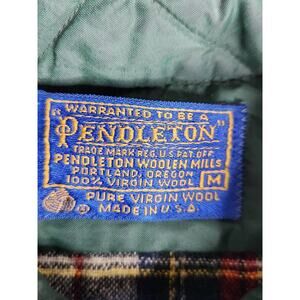 "WARRANTED TO BE A
"PENDLETON"
TRADE MARK REG. U.S. PAT. OFF.
PENDLETON WOOLEN MILLS
PORTLAND, OREGON
100% VIRGIN WOOL
M
PURE VIRGIN WOOL
MADE IN U.S.A.